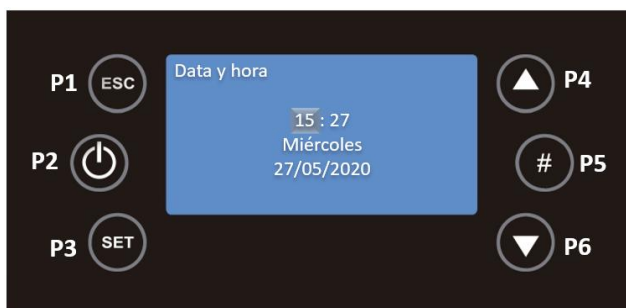 P1 ESC
Data y hora
P4
15 : 27
Miércoles
27/05/2020
P2
# P5
P3 SET
P6